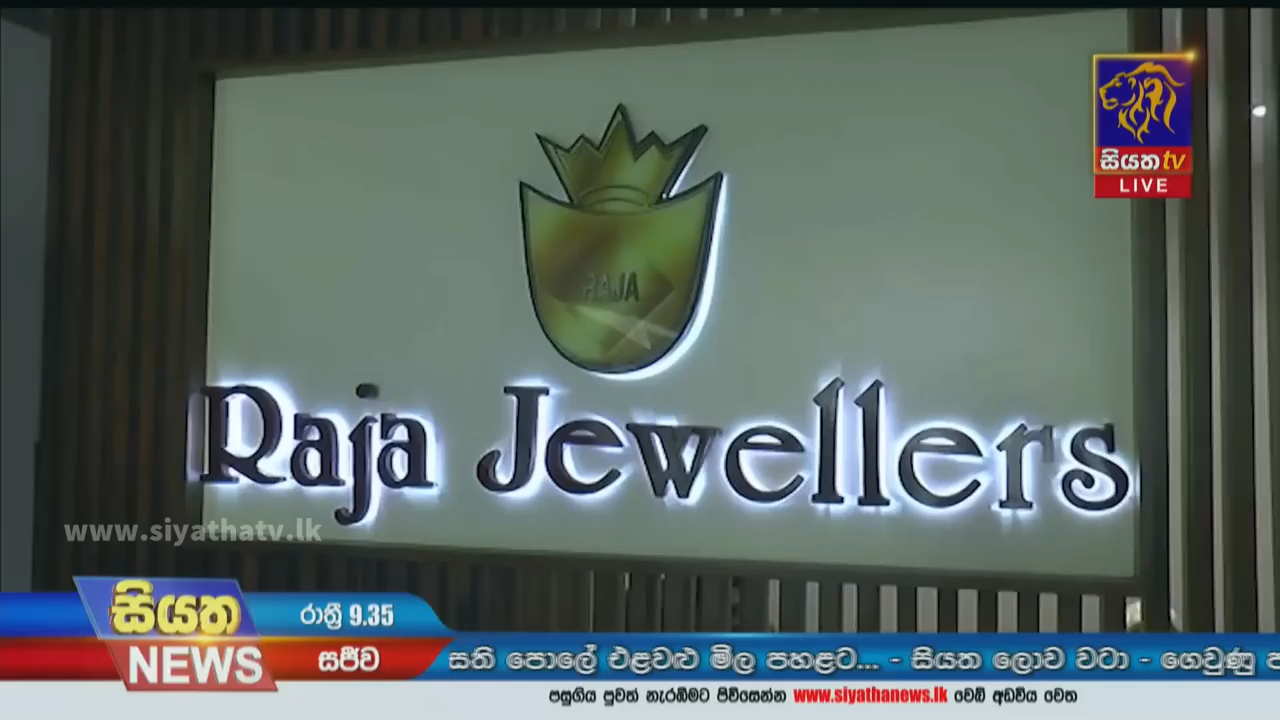 සියත tv
LIVE
RAJA
Raja Jewellers
www.siyathatv.lk
සියත
NEWS
රාත්‍රී 9.35
සජීව
සති පොලේ එළවළු මිල පහළට... - සියත ලොව වටා - ගෙවුණු
පසුගිය පුවත් නැරඹීමට පිවිසෙන්න www.siyathanews.lk වෙබ් අඩවිය වෙත